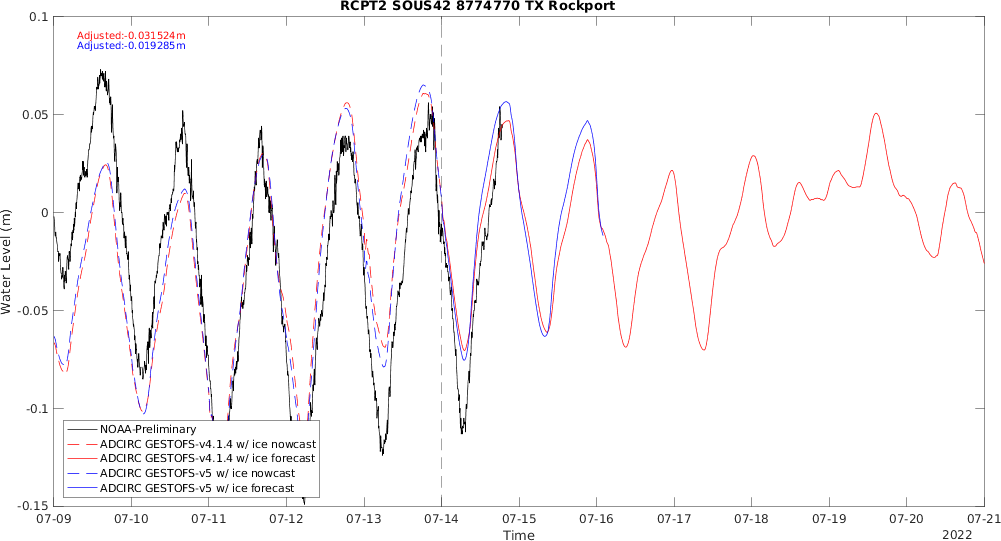 RCPT2 SOUS42 8774770 TX Rockport
Adjusted:-0.031524m
Adjusted:-0.019285m
0.1
0.05
0
-0.05
-0.1
-0.15
Water Level (m)
NOAA-Preliminary
ADCIRC GESTOFS-v4.1.4 w/ ice nowcast
ADCIRC GESTOFS-v4.1.4 w/ ice forecast
ADCIRC GESTOFS-v5 w/ ice nowcast
ADCIRC GESTOFS-v5 w/ ice forecast
07-09 07-10 07-11 07-12 07-13 07-14 07-15 07-16 07-17 07-18 07-19 07-20 07-21
Time
2022